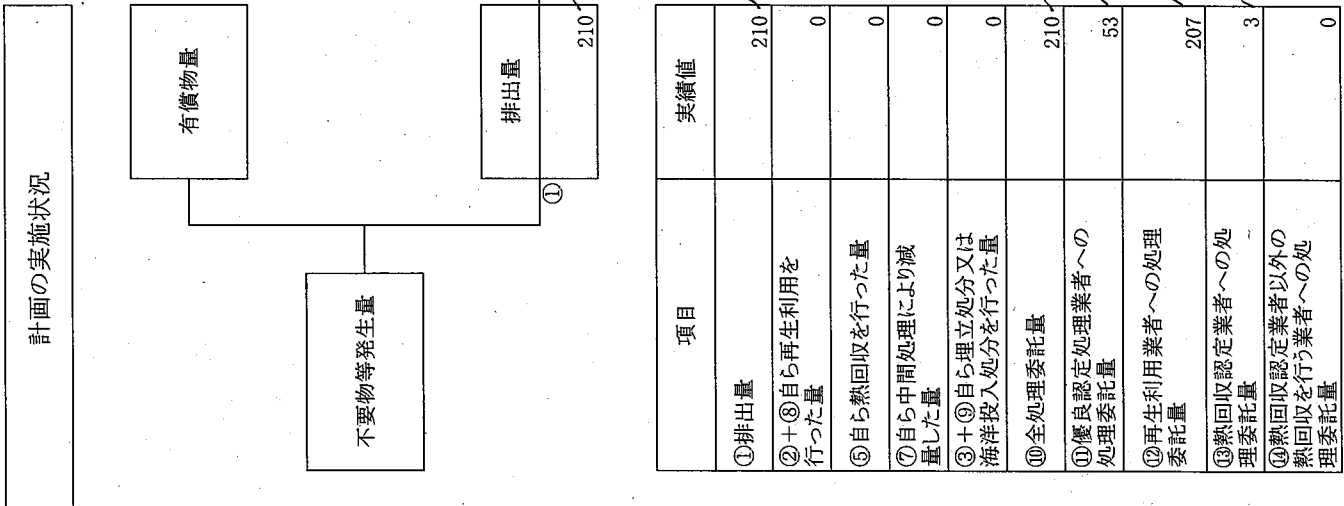 計画の実施状況
有償物量
不要物等発生量
排出量
①
210
項目
実績値
①排出量
210
②+⑧自ら再生利用を
行った量
0
⑤自ら熱回収を行った量
0
⑦自ら中間処理により減
量した量
0
③+⑨自ら埋立処分又は
海洋投入処分を行った量
0
⑩全処理委託量
210
⑪優良認定処理業者への
処理委託量
53
⑫再生利用業者への処理
委託量
207
⑬熱回収認定業者への処
理委託量
3
⑭熱回収認定業者以外の
熱回収を行う業者への処
理委託量
0